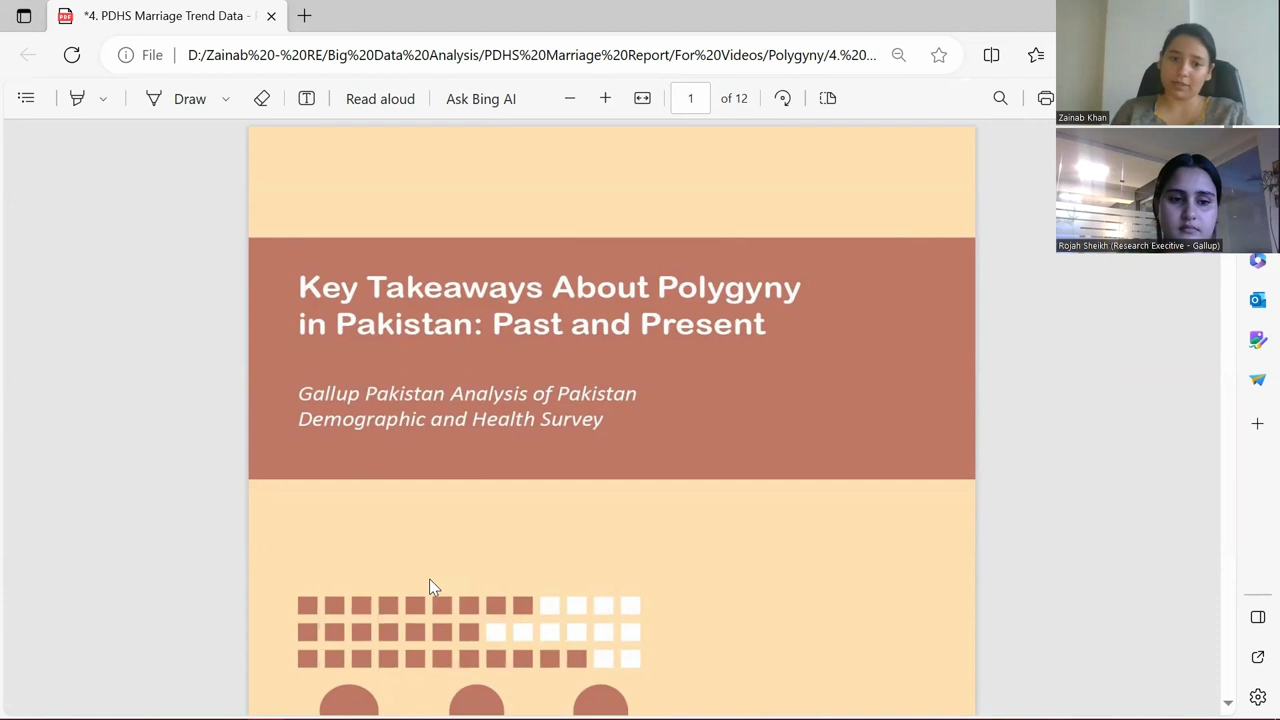 *4. PDHS Marriage Trend Data -
File
D:/Zainab%20-%20RE/Big%20Data%20Analysis/PDHS%20Marriage%20Report/For%20Videos/Polygyny/4.%20...
Draw
Read aloud
Ask Bing AI
1
of 12
Zainab Khan
Rojah Sheikh (Research Execitive - Gallup)
Key Takeaways About Polygyny
in Pakistan: Past and Present
Gallup Pakistan Analysis of Pakistan
Demographic and Health Survey